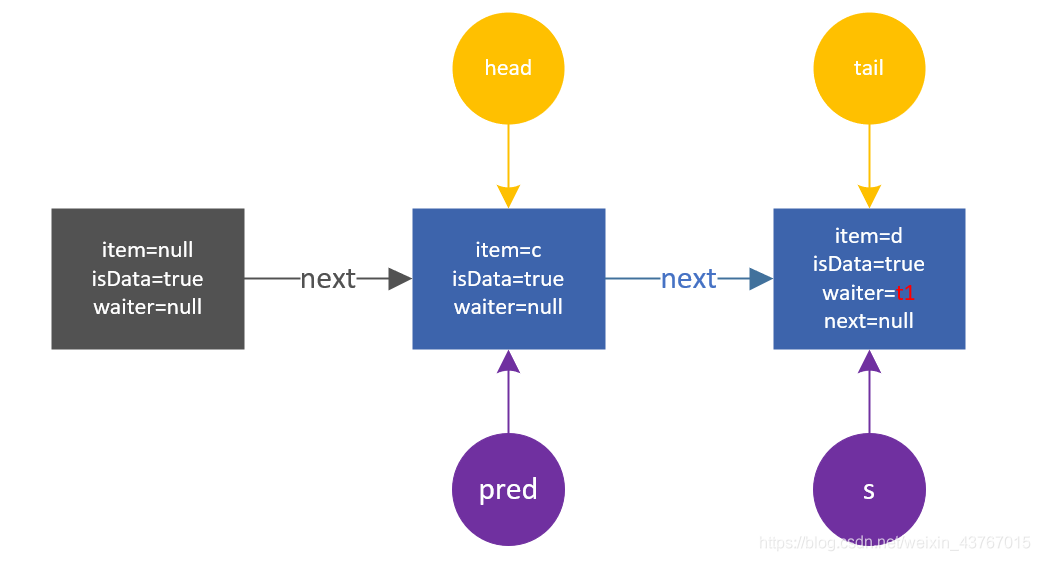 head
tail
item=null
isData=true
waiter=null
next
item=c
isData=true
waiter=null
next
item=d
isData=true
waiter=t1
next=null
pred
s
https://blog.csdn.net/weixin_43767015